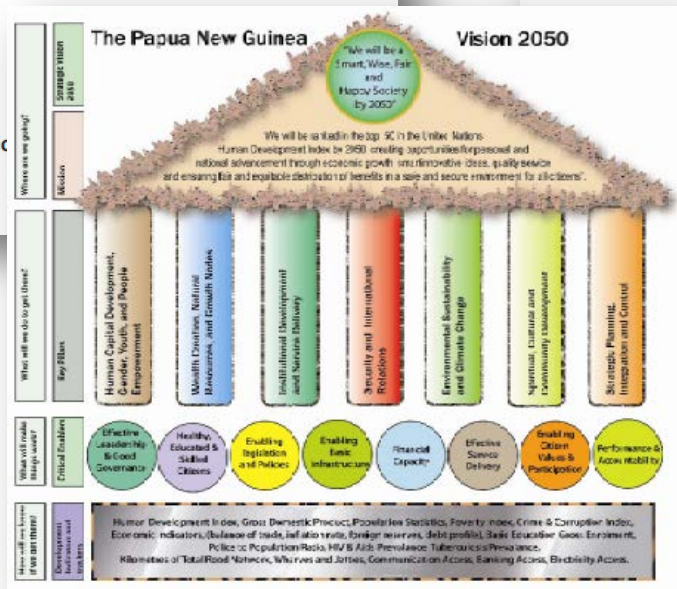 The Papua New Guinea Vision 2050
"We will be a
Smart, Wise, Fair
and
Happy Society
by 2050"
We will be ranked in the top 50 in the United Nations
Human Development Index by 2050, creating opportunities for personal and
national advancement through economic growth, smart innovative ideas, quality service
and ensuring fair and equitable distribution of benefits in a safe and secure environment for all citizens".
Where are we going?
Strategic Vision
2050
Mission
What will we do to get there?
Key Pillars
Human Capital Development,
Gender, Youth, and People
Empowerment
Wealth Creation, Natural
Resources, and Growth Nodes
Institutional Development
and Service Delivery
Security and International
Relations
Environmental Sustainability
and Climate Change
Spiritual, Cultural and
Community Development
Strategic Planning,
Integration and Control
What will make
things work?
Critical Enablers
Effective
Leadership
& Good
Governance
Healthy,
Educated &
Skilled
Citizens
Enabling
legislation
and Policies
Enabling
Basic
Infrastructure
Financial
Capacity
Effective
Service
Delivery
Enabling
Citizen
Values &
Participation
Performance &
Accountability
How will we know
if we get there?
Development
Indicators and
Human Development Index, Gross Domestic Product, Population Statistics, Poverty Index, Crime & Corruption Index,
Economic Indicators, (balance of trade, inflation rate, foreign reserves, debt profile), Basic Education Gross Enrolment,
Police to Population Ratio, HIV & Aids Prevalance Tuberculosis Prevalance,
Kilometres of Total Road Network, Wharves and Jetties, Communication Access, Banking Access, Electricity Access.